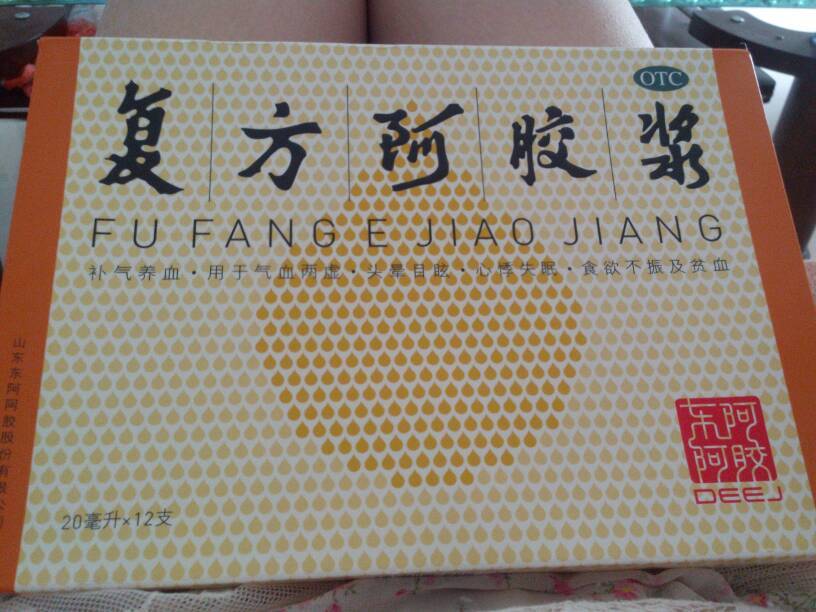 OTC
复方阿胶浆
FU FANG E JIAO JIANG
补气养血·用于气血两虚·头晕目眩·心悸失眠·食欲不振及贫血
山东东阿阿胶股份有限公司
东阿阿胶
DEEJ
20毫升×12支